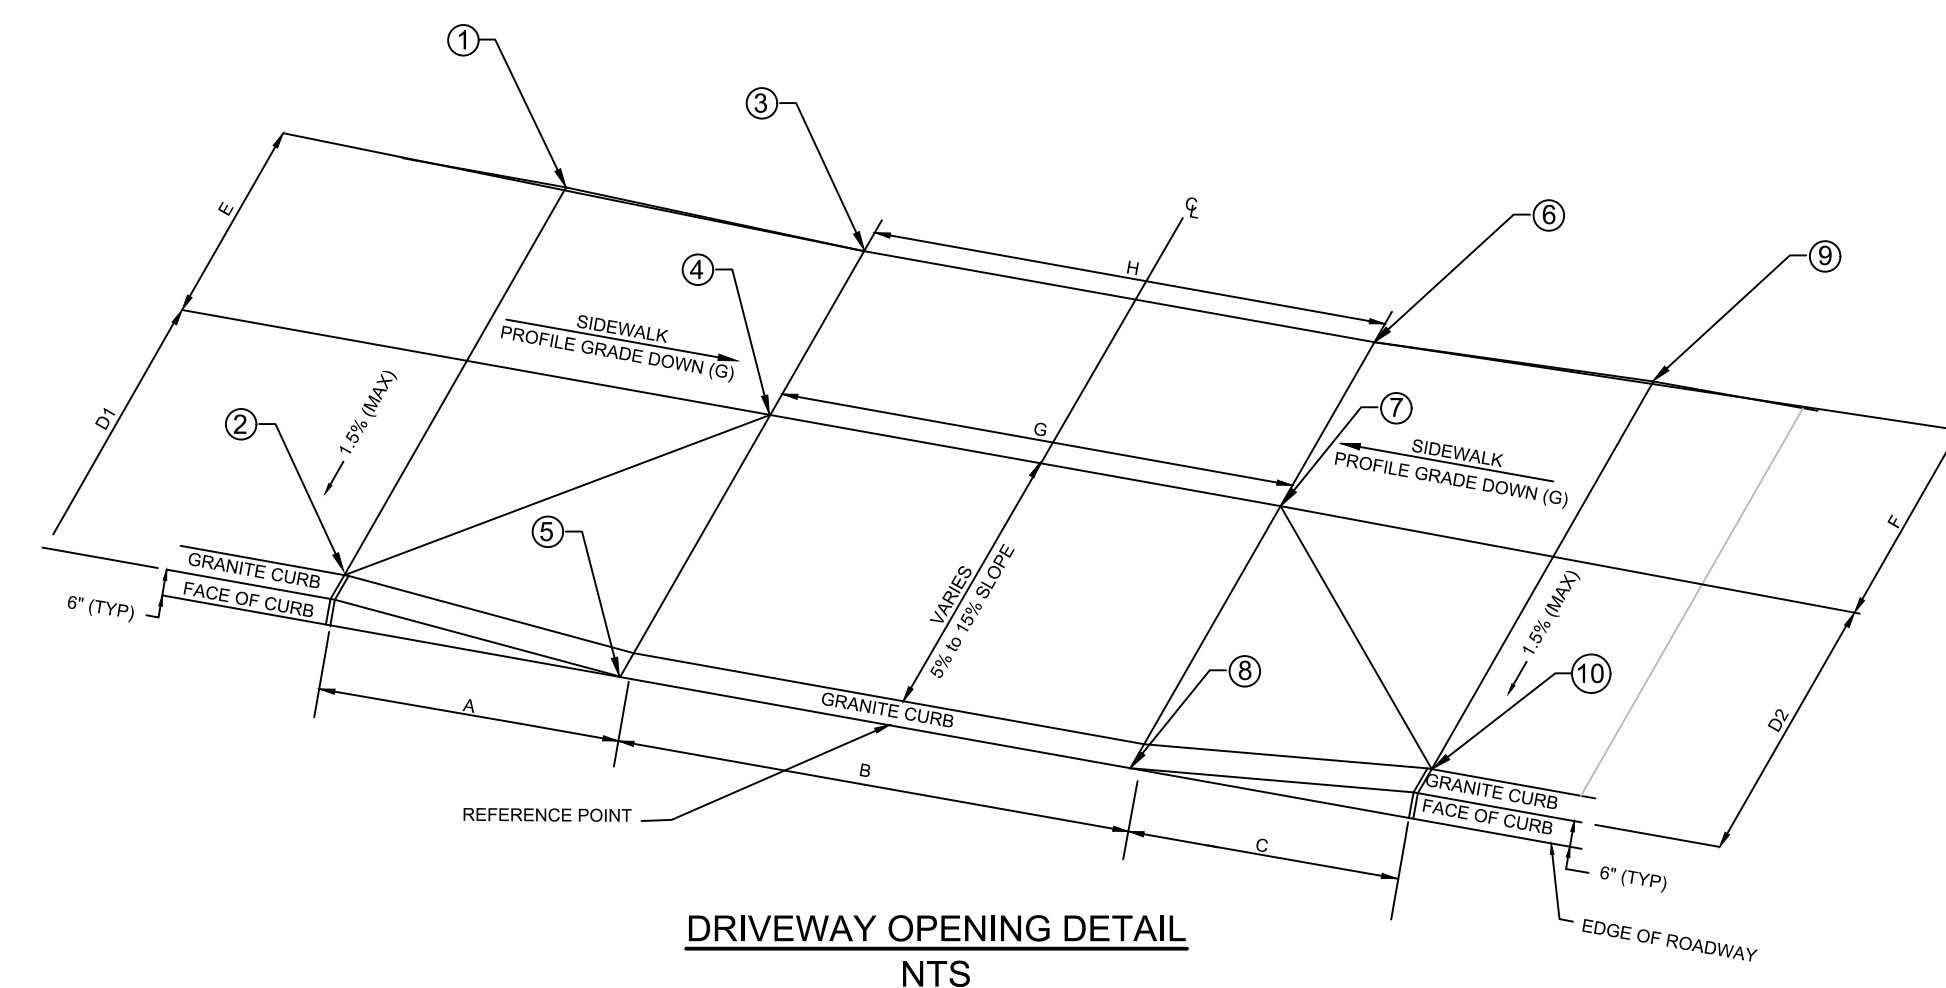 1
3
℄
6
9
E
H
4
SIDEWALK
PROFILE GRADE DOWN (G)
D1
1.5% (MAX)
2
G
7
SIDEWALK
PROFILE GRADE DOWN (G)
F
5
GRANITE CURB
FACE OF CURB
6" (TYP)
VARIES
5% to 15% SLOPE
1.5% (MAX)
8
10
A
GRANITE CURB
D2
B
GRANITE CURB
FACE OF CURB
REFERENCE POINT
C
6" (TYP)
EDGE OF ROADWAY
DRIVEWAY OPENING DETAIL
NTS